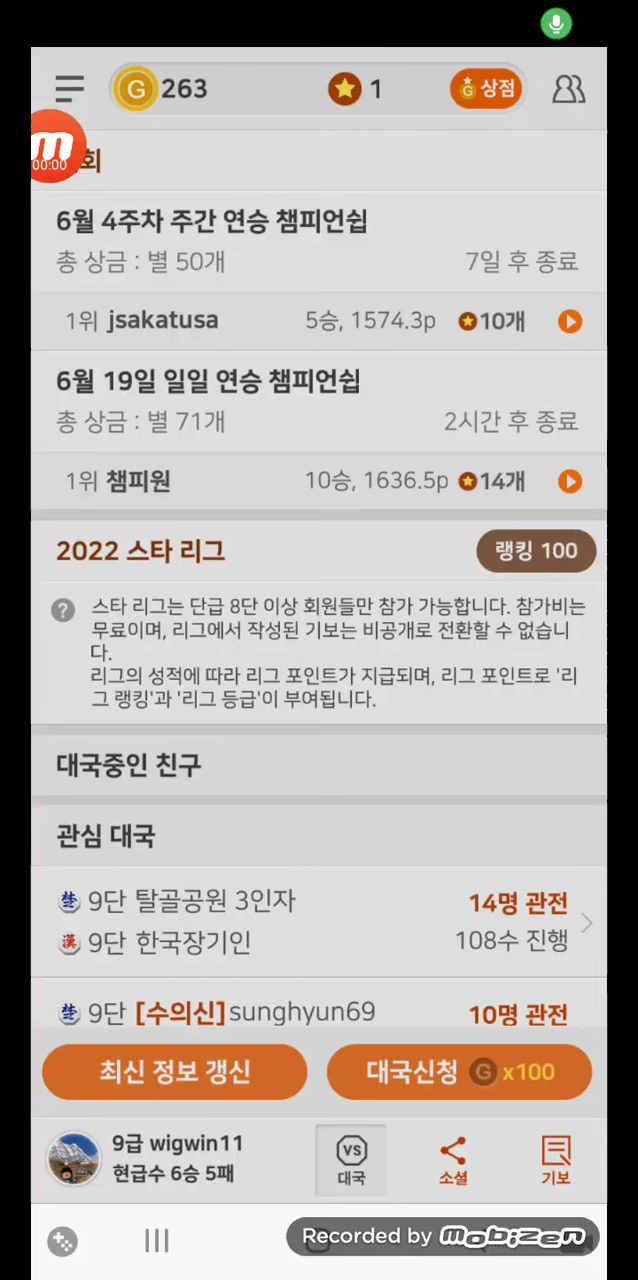 G 263
1
G 상점
m
00:00
회
6월 4주차 주간 연승 챔피언쉽
총 상금 : 별 50개
7일 후 종료
1위 jsakatusa
5승, 1574.3p
10개
6월 19일 일일 연승 챔피언쉽
총 상금 : 별 71개
2시간 후 종료
1위 챔피원
10승, 1636.5p
14개
2022 스타 리그
랭킹 100
? 스타 리그는 단급 8단 이상 회원들만 참가 가능합니다. 참가비는
무료이며, 리그에서 작성된 기보는 비공개로 전환할 수 없습니
다.
리그의 성적에 따라 리그 포인트가 지급되며, 리그 포인트로 '리
그 랭킹'과 '리그 등급'이 부여됩니다.
대국중인 친구
관심 대국
楚 9단 탈골공원 3인자
14명 관전
漢 9단 한국장기인
108수 진행
楚 9단 [수의신]sunghyun69
10명 관전
최신 정보 갱신
대국신청 G x100
9급 wigwin11
현급수 6승 5패
VS
대국
소셜
기보
Recorded by mobizen